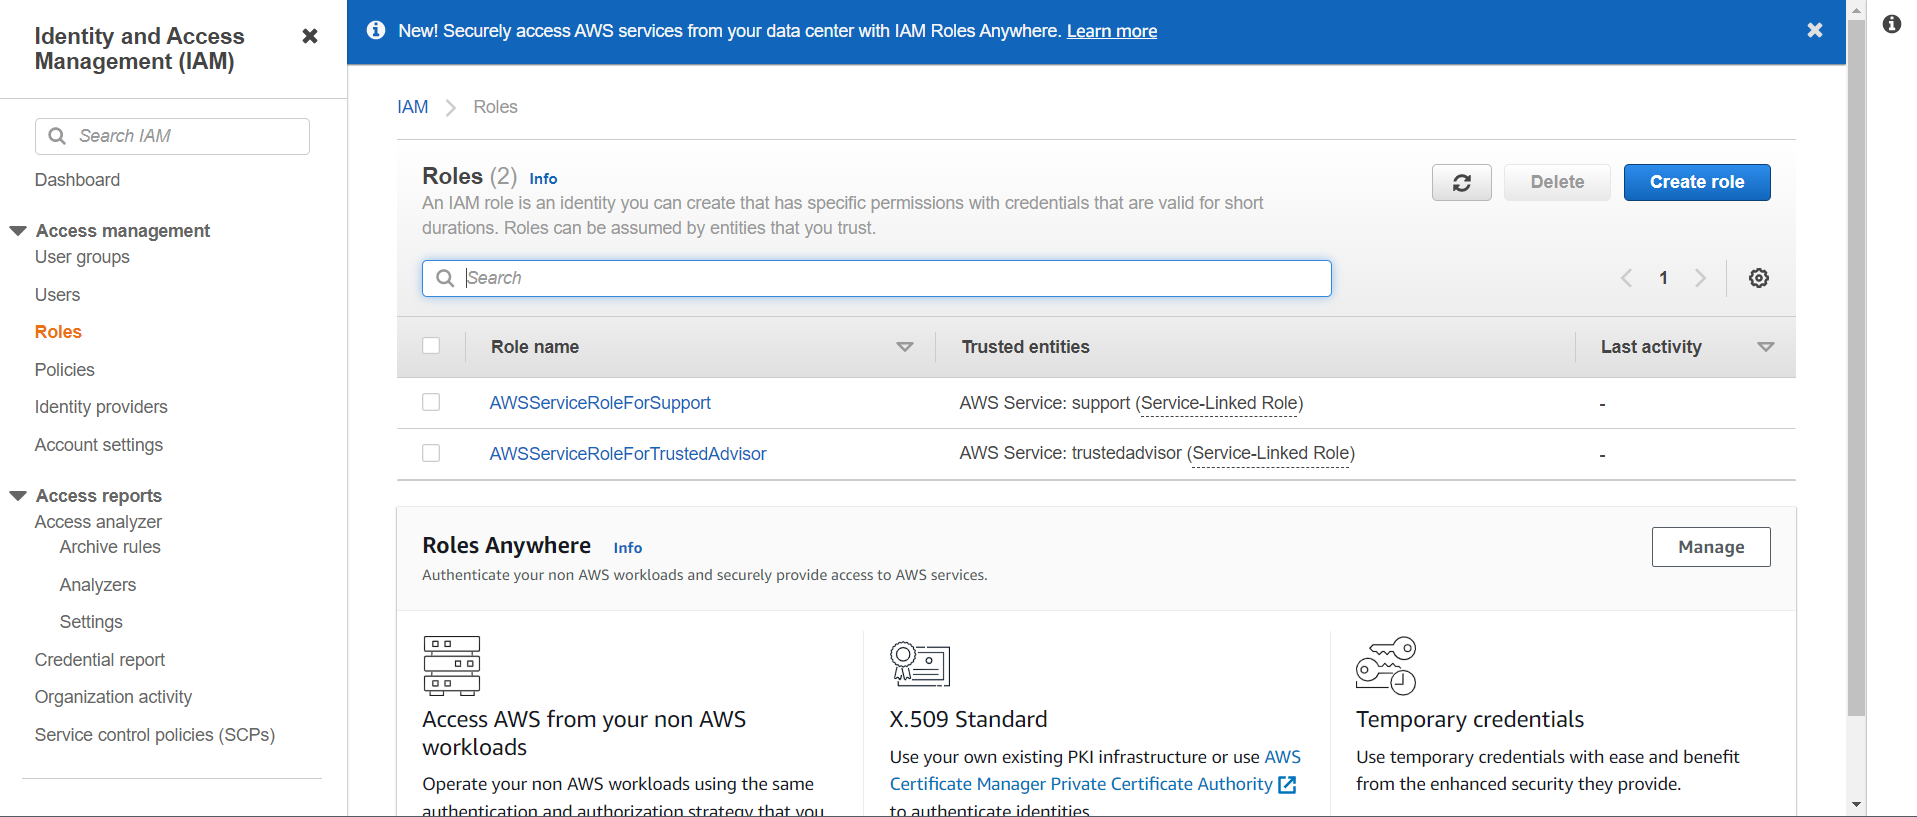 Identity and Access
Management (IAM)
Search IAM
Dashboard
Access management
User groups
Users
Roles
Policies
Identity providers
Account settings
Access reports
Access analyzer
Archive rules
Analyzers
Settings
Credential report
Organization activity
Service control policies (SCPs)
New! Securely access AWS services from your data center with IAM Roles Anywhere. Learn more
IAM Roles
Roles (2) Info
An IAM role is an identity you can create that has specific permissions with credentials that are valid for short
durations. Roles can be assumed by entities that you trust.
Delete
Create role
Search
1
Role name Trusted entities Last activity
AWSServiceRoleForSupport AWS Service: support (Service-Linked Role) -
AWSServiceRoleForTrustedAdvisor AWS Service: trustedadvisor (Service-Linked Role) -
Roles Anywhere Info
Authenticate your non AWS workloads and securely provide access to AWS services.
Manage
Access AWS from your non AWS
workloads
Operate your non AWS workloads using the same
authentication and authorization strategy that you
X.509 Standard
Use your own existing PKI infrastructure or use AWS
Certificate Manager Private Certificate Authority
to authenticate identities.
Temporary credentials
Use temporary credentials with ease and benefit
from the enhanced security they provide.